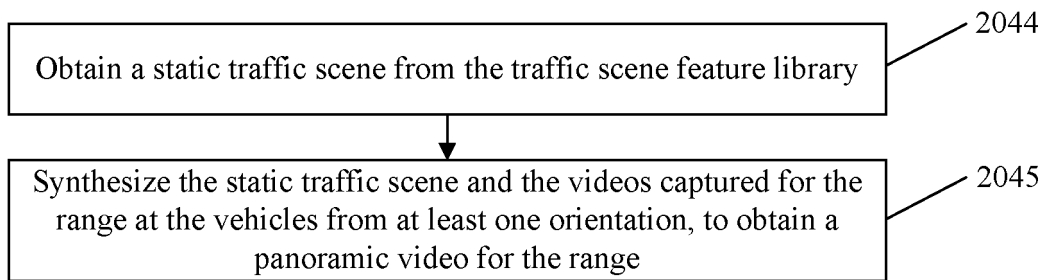 2044
Obtain a static traffic scene from the traffic scene feature library
2045
Synthesize the static traffic scene and the videos captured for the
range at the vehicles from at least one orientation, to obtain a
panoramic video for the range